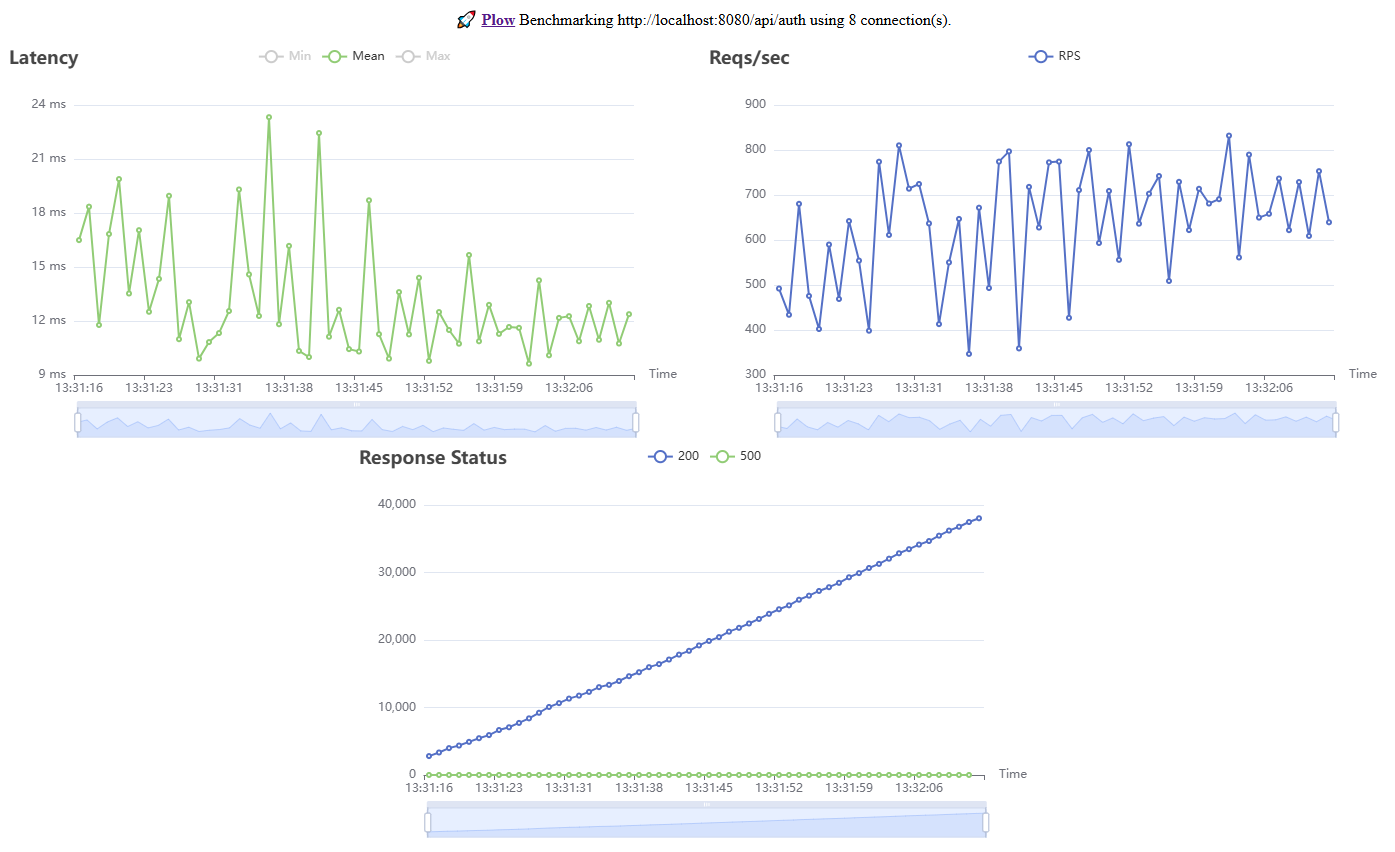 🚀 Plow Benchmarking http://localhost:8080/api/auth using 8 connection(s).
Latency
Min Mean Max
24 ms
21 ms
18 ms
15 ms
12 ms
9 ms
13:31:16 13:31:23 13:31:31 13:31:38 13:31:45 13:31:52 13:31:59 13:32:06
Time
Reqs/sec
RPS
900
800
700
600
500
400
300
13:31:16 13:31:23 13:31:31 13:31:38 13:31:45 13:31:52 13:31:59 13:32:06
Time
Response Status
200 500
40,000
30,000
20,000
10,000
0
13:31:16 13:31:23 13:31:31 13:31:38 13:31:45 13:31:52 13:31:59 13:32:06
Time